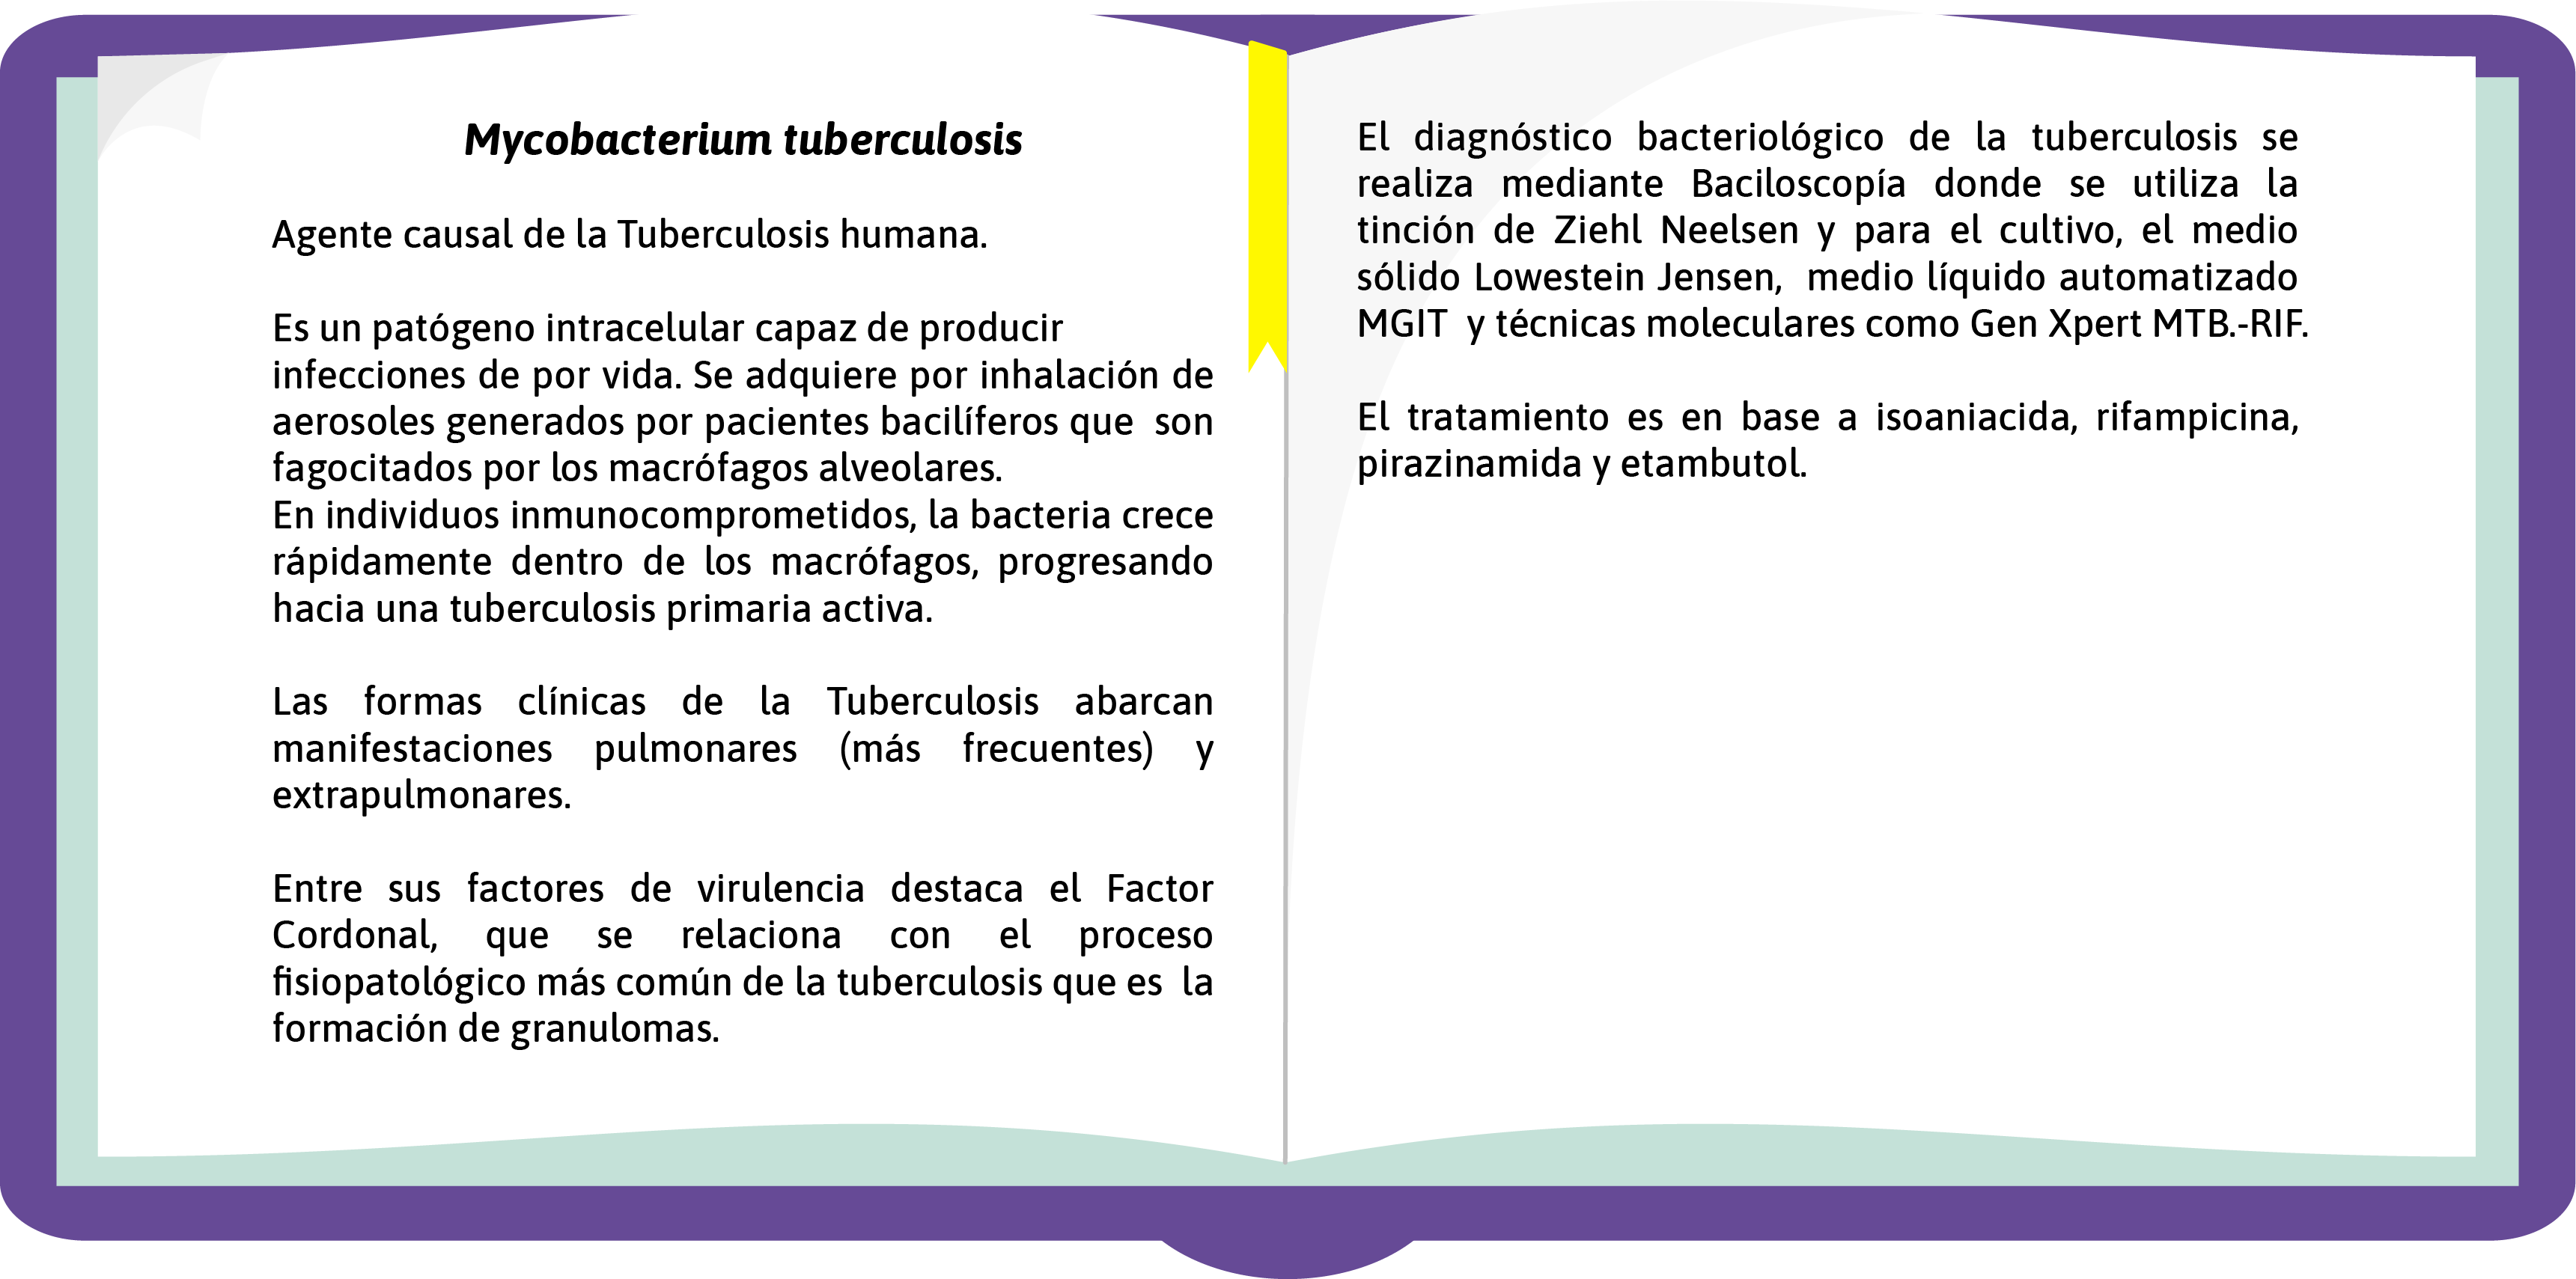 Mycobacterium tuberculosis
Agente causal de la Tuberculosis humana.
Es un patógeno intracelular capaz de producir
infecciones de por vida. Se adquiere por inhalación de
aerosoles generados por pacientes bacilíferos que son
fagocitados por los macrófagos alveolares.
En individuos inmunocomprometidos, la bacteria crece
rápidamente dentro de los macrófagos, progresando
hacia una tuberculosis primaria activa.
Las formas clínicas de la Tuberculosis abarcan
manifestaciones pulmonares (más frecuentes) y
extrapulmonares.
Entre sus factores de virulencia destaca el Factor
Cordonal, que se relaciona con el proceso
fisiopatológico más común de la tuberculosis que es la
formación de granulomas.
El diagnóstico bacteriológico de la tuberculosis se
realiza mediante Baciloscopía donde se utiliza la
tinción de Ziehl Neelsen y para el cultivo, el medio
sólido Lowestein Jensen, medio líquido automatizado
MGIT y técnicas moleculares como Gen Xpert MTB.-RIF.
El tratamiento es en base a isoaniacida, rifampicina,
pirazinamida y etambutol.